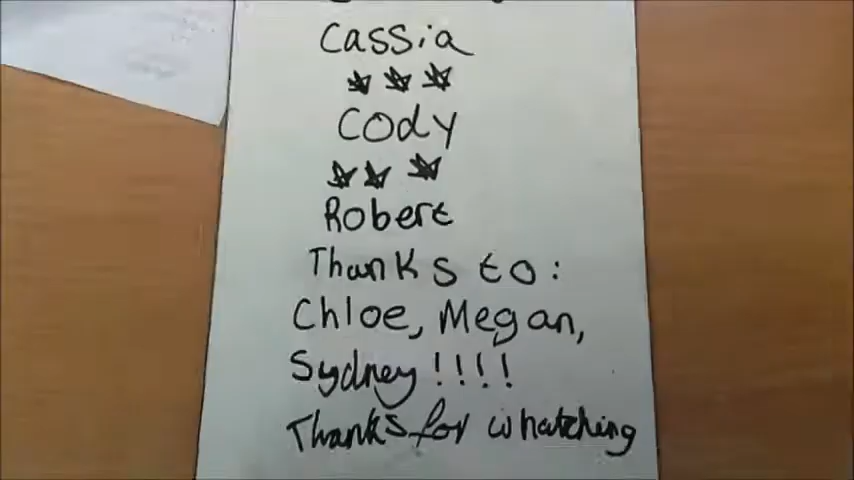 Cassia
Cody
Robert
Thanks to:
Chloe, Megan,
Sydney!!!!
Thanks for whatching